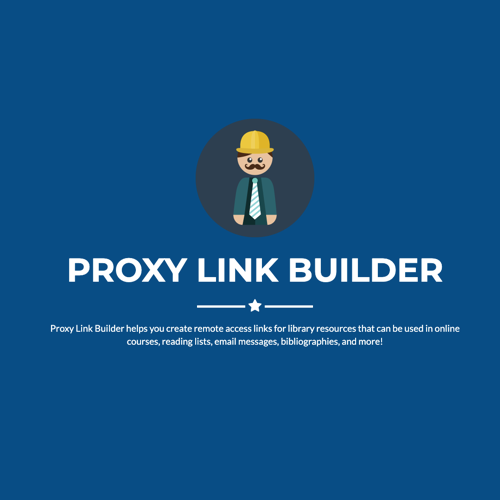 PROXY LINK BUILDER
Proxy Link Builder helps you create remote access links for library resources that can be used in online
courses, reading lists, email messages, bibliographies, and more!